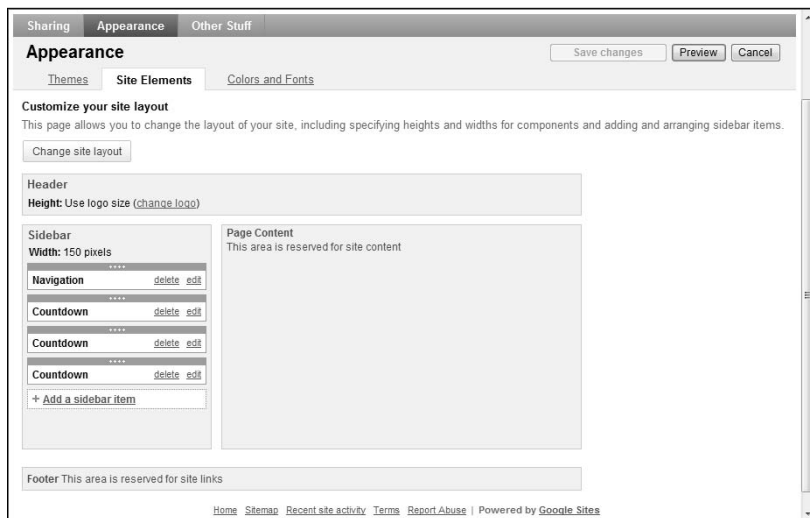 Sharing Appearance Other Stuff
Appearance
Save changes Preview Cancel
Themes Site Elements Colors and Fonts
Customize your site layout
This page allows you to change the layout of your site, including specifying heights and widths for components and adding and arranging sidebar items.
Change site layout
Header
Height: Use logo size (change logo)
Sidebar
Width: 150 pixels
Navigation delete edit
Countdown delete edit
Countdown delete edit
Countdown delete edit
+ Add a sidebar item
Page Content
This area is reserved for site content
Footer This area is reserved for site links
Home Sitemap Recent site activity Terms Report Abuse | Powered by Google Sites